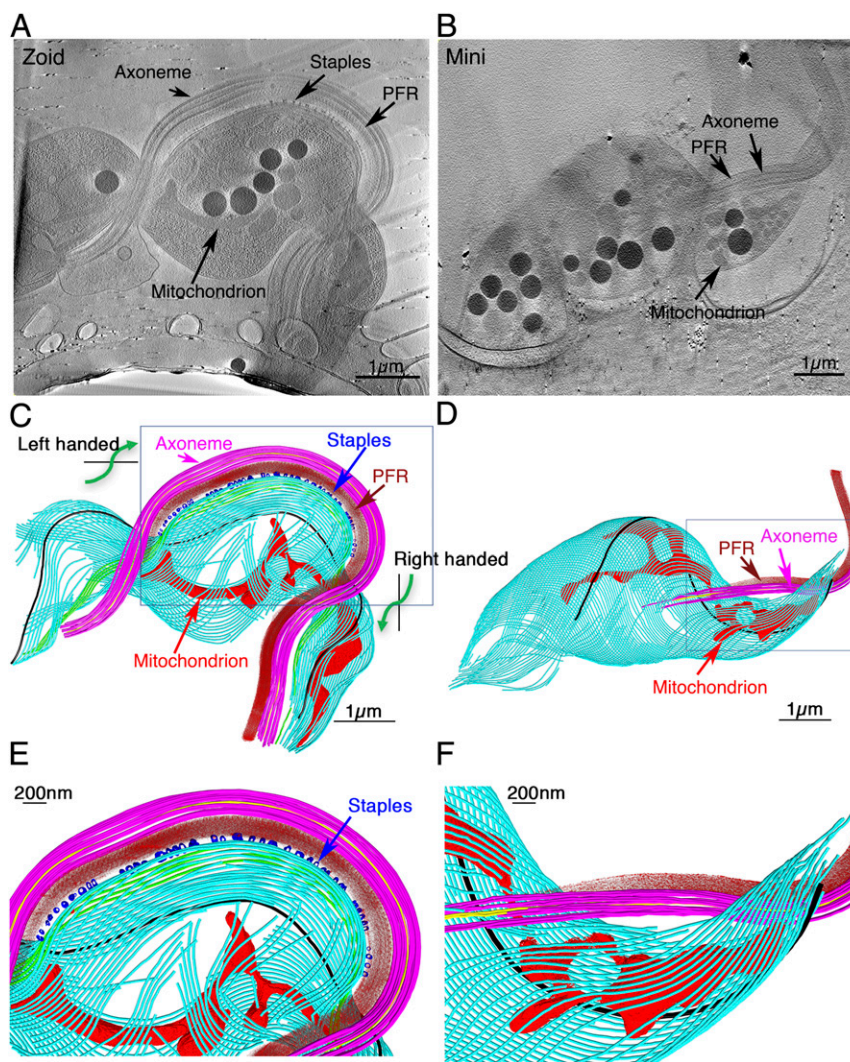 A
Zoid
Axoneme
Staples
PFR
Mitochondrion
1µm
B
Mini
Axoneme
PFR
Mitochondrion
1µm
C
Left handed
Axoneme
Staples
PFR
Right handed
Mitochondrion
1µm
D
PFR
Axoneme
Mitochondrion
1µm
E
200nm
Staples
F
200nm